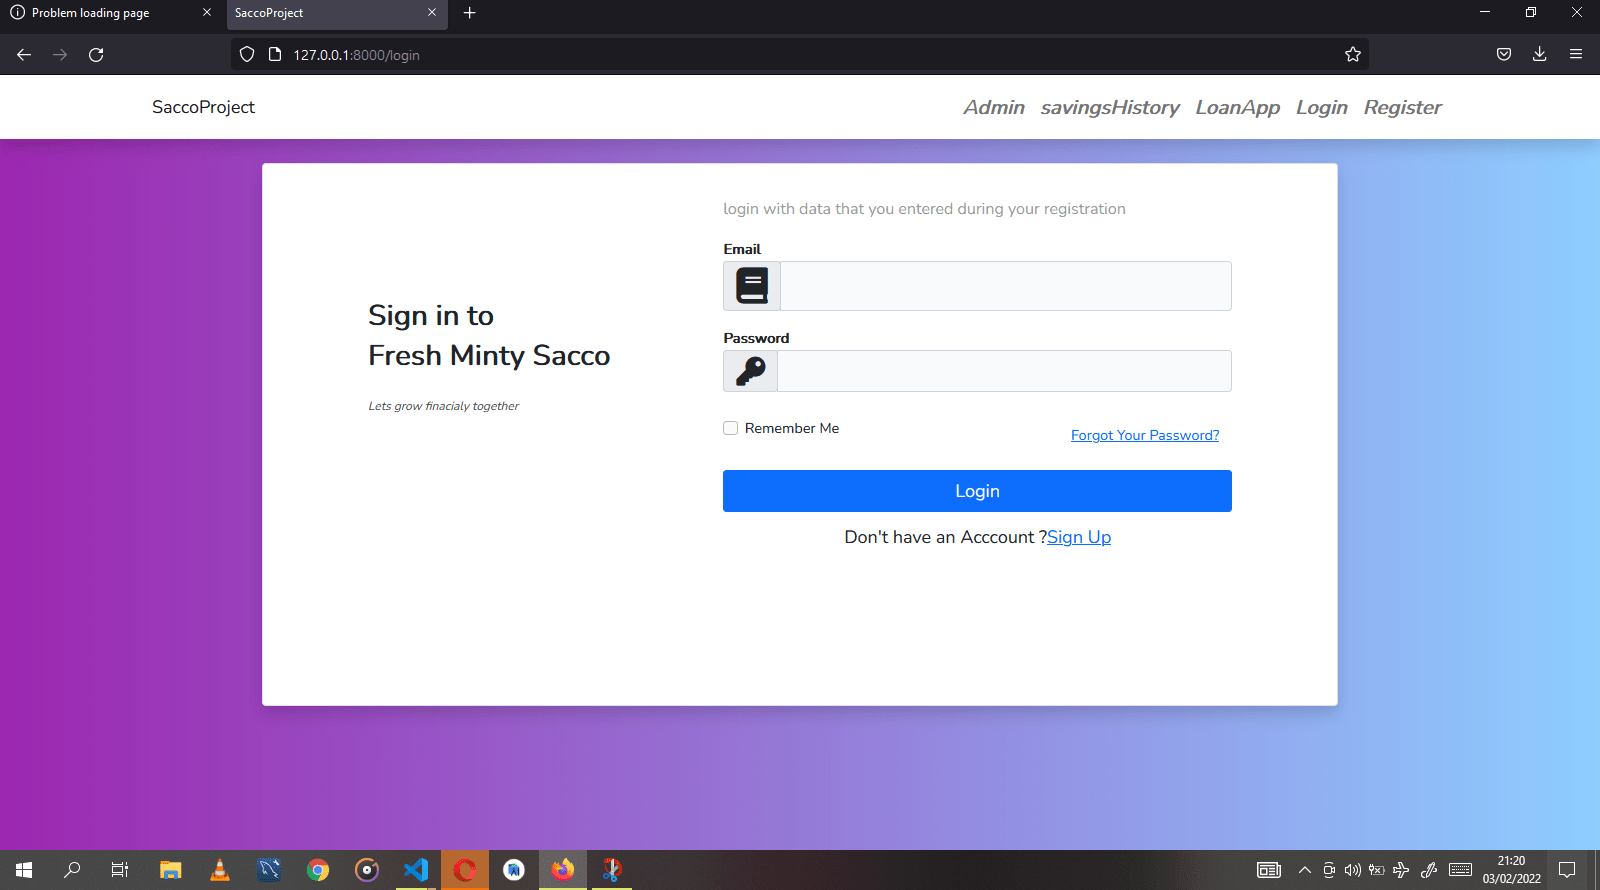 Problem loading page
SaccoProject
127.0.0.1:8000/login
SaccoProject
Admin savingsHistory LoanApp Login Register
login with data that you entered during your registration
Email
Sign in to
Fresh Minty Sacco
Lets grow finacialy together
Password
Remember Me
Forgot Your Password?
Login
Don't have an Acccount ?Sign Up
21:20
03/02/2022